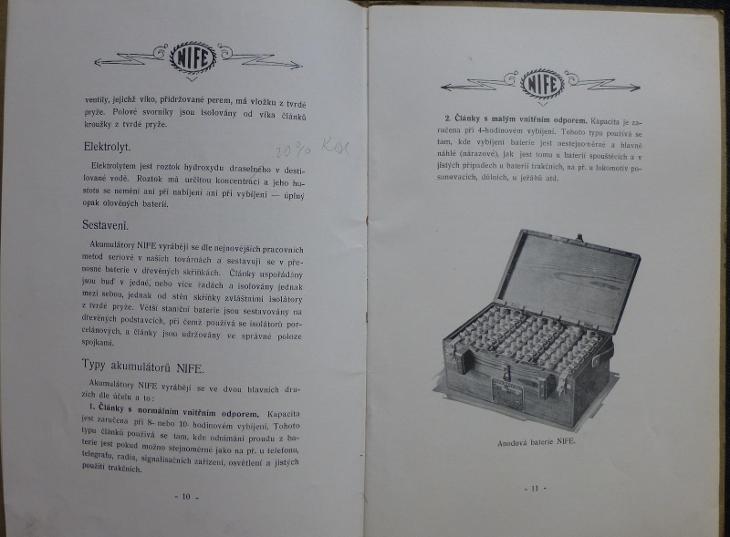 NIFE
ventily, jejichž víko, přidržované perem, má vložku z tvrdé
pryže. Polové svorníky jsou isolovány od víka článků
kroužky z tvrdé pryže.
20%
Elektrolyt.
Elektrolytem jest roztok hydroxydu draselného v desti-
lované vodě. Roztok má určitou koncentraci a jeho hu-
stota se nemění ani při nabíjení ani při vybíjení — úplný
opak olověných baterií.
Sestavení.
Akumulátory NIFE vyrábějí se dle nejnovějších pracovních
metod seriově v našich továrnách a sestavují se v pře-
nosné baterie v dřevěných skříňkách. Články uspořádány
jsou buď v jedné, nebo více řadách a isolovány jednak
mezi sebou, jednak od stěn skříňky zvláštními isolátory
z tvrdé pryže. Větší staniční baterie jsou sestavovány na
dřevěných podstavcích, při čemž používá se isolátorů por-
celánových, a články jsou udržovány ve správné poloze
spojkami.
Typy akumulátorů NIFE.
Akumulátory NIFE vyrábějí se ve dvou hlavních dru-
zích dle účelu a to:
1. Články s normálním vnitřním odporem. Kapacita
jest zaručena při 8- nebo 10- hodinovém vybíjení. Tohoto
typu článků používá se tam, kde odnímání proudu z ba-
terie jest pokud možno stejnoměrné jako na př. u telefonu,
telegrafu, radia, signalisačních zařízení, osvětlení a jistých
použití trakčních.
- 10 -
NIFE
2. Články s malým vnitřním odporem. Kapacita je za-
ručena při 4-hodinovém vybíjení. Tohoto typu používá se
tam, kde vybíjení baterie jest nestejnoměrné a hlavně
náhlé (nárazové), jak jest tomu u baterií spouštěcích a v
jistých případech u baterií trakčních, na př. u lokomotiv po-
sunovacích, důlních, u jeřábů atd.
Anodová baterie NIFE.
- 11 -